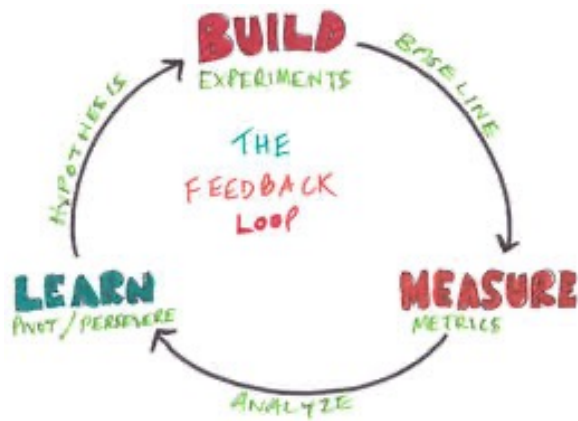 BUILD
EXPERIMENTS
BASELINE
HYPOTHESIS
THE
FEEDBACK
LOOP
LEARN
PIVOT/PERSEVERE
MEASURE
METRICS
ANALYZE